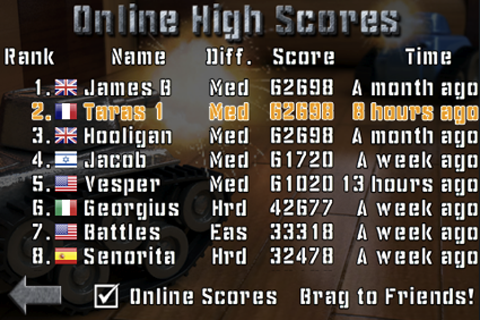 Online High Scores
Rank Name Diff. Score Time
1. James B Med 62698 A month ago
2. Taras 1 Med 62698 8 hours ago
3. Hooligan Med 62698 A month ago
4. Jacob Med 61720 A week ago
5. Vesper Med 61020 13 hours ago
6. Georgius Hrd 42677 A week ago
7. Battles Eas 33318 A week ago
8. Senorita Hrd 32478 A week ago
Online Scores Brag to Friends!